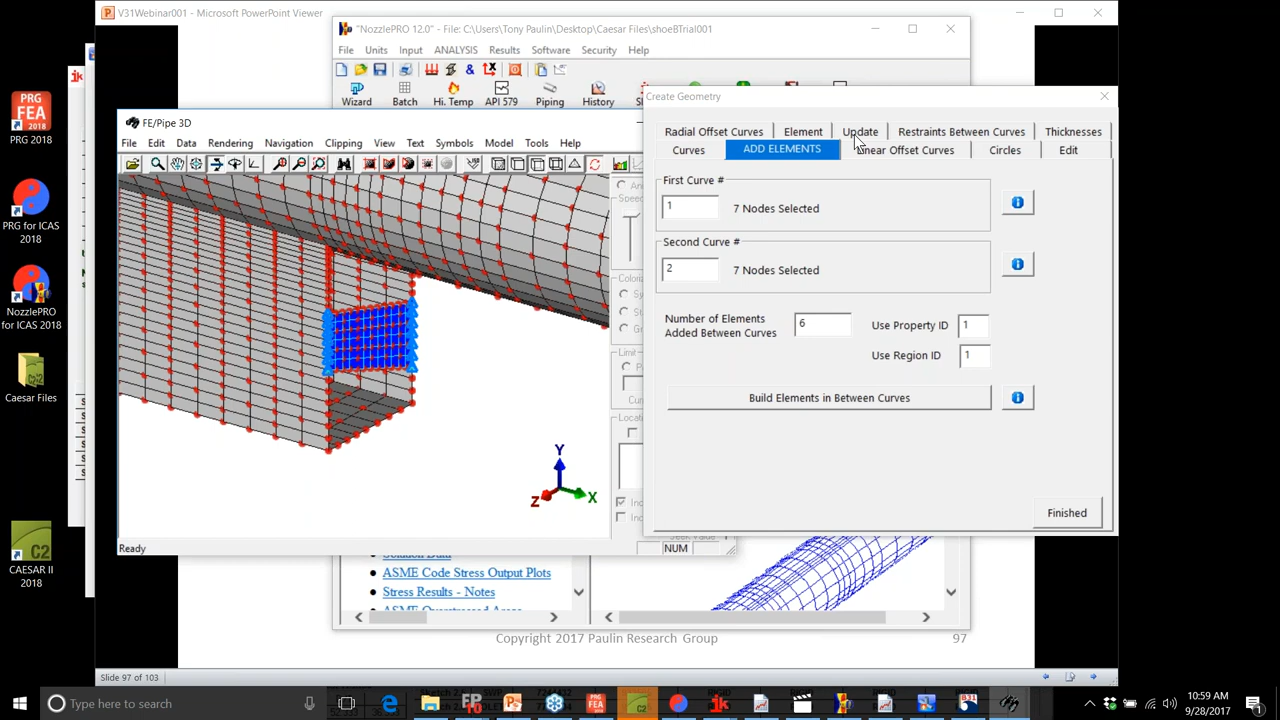 V31Webinar001 - Microsoft PowerPoint Viewer
"NozzlePRO 12.0" - File: C:\Users\Tony Paulin\Desktop\Caesar Files\shoeBTrial001
File Units Input ANALYSIS Results Software Security Help
Wizard Batch Hi. Temp API 579 Piping History
Create Geometry
FE/Pipe 3D
File Edit Rendering Navigation Clipping View Text Symbols Model Tools Help
Radial Offset Curves Element Update Restraints Between Curves Thicknesses
Curves ADD ELEMENTS Linear Offset Curves Circles Edit
First Curve #
1 7 Nodes Selected
Second Curve #
2 7 Nodes Selected
Number of Elements
Added Between Curves
6
Use Property ID 1
Use Region ID 1
Build Elements in Between Curves
Finished
Y
Z
X
Ready
NUM
ASME Code Stress Output Plots
Stress Results - Notes
Copyright 2017 Paulin Research Group
97
Slide 97 of 103
PRG FEA
PRG
FEA
2018
PRG 2018
PRG for ICAS
2018
NozzlePRO
for ICAS 2018
Caesar Files
C2
CAESAR II
2018
Type here to search
10:59 AM
9/28/2017